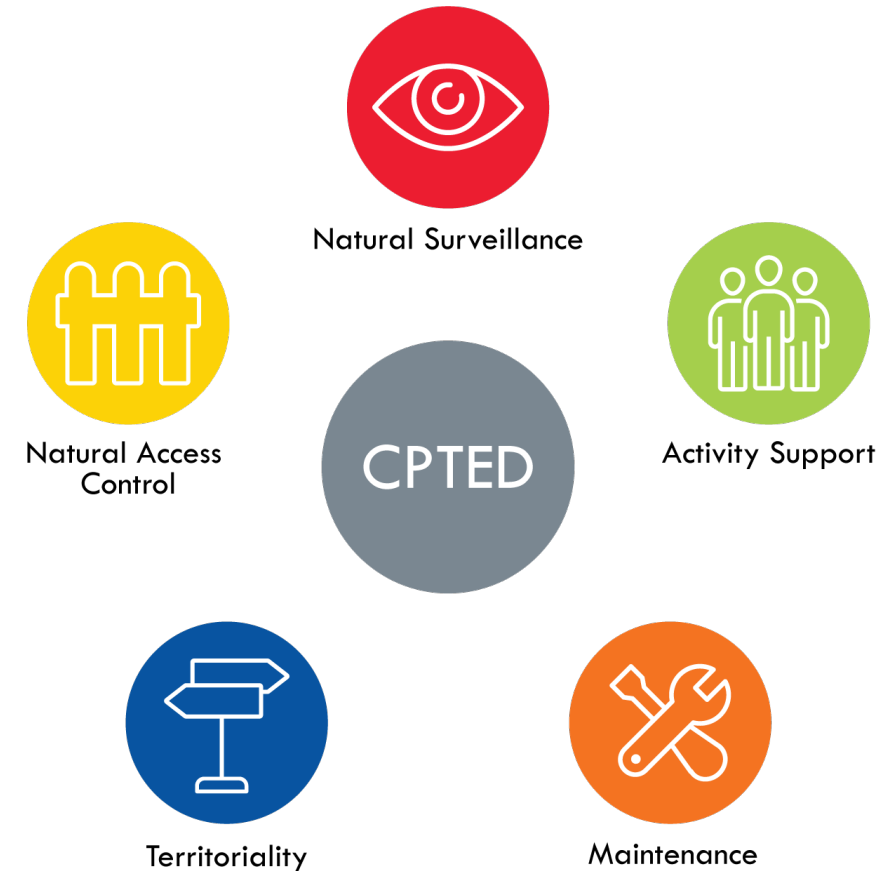 Natural Surveillance
Natural Access
Control
Activity Support
CPTED
Territoriality
Maintenance